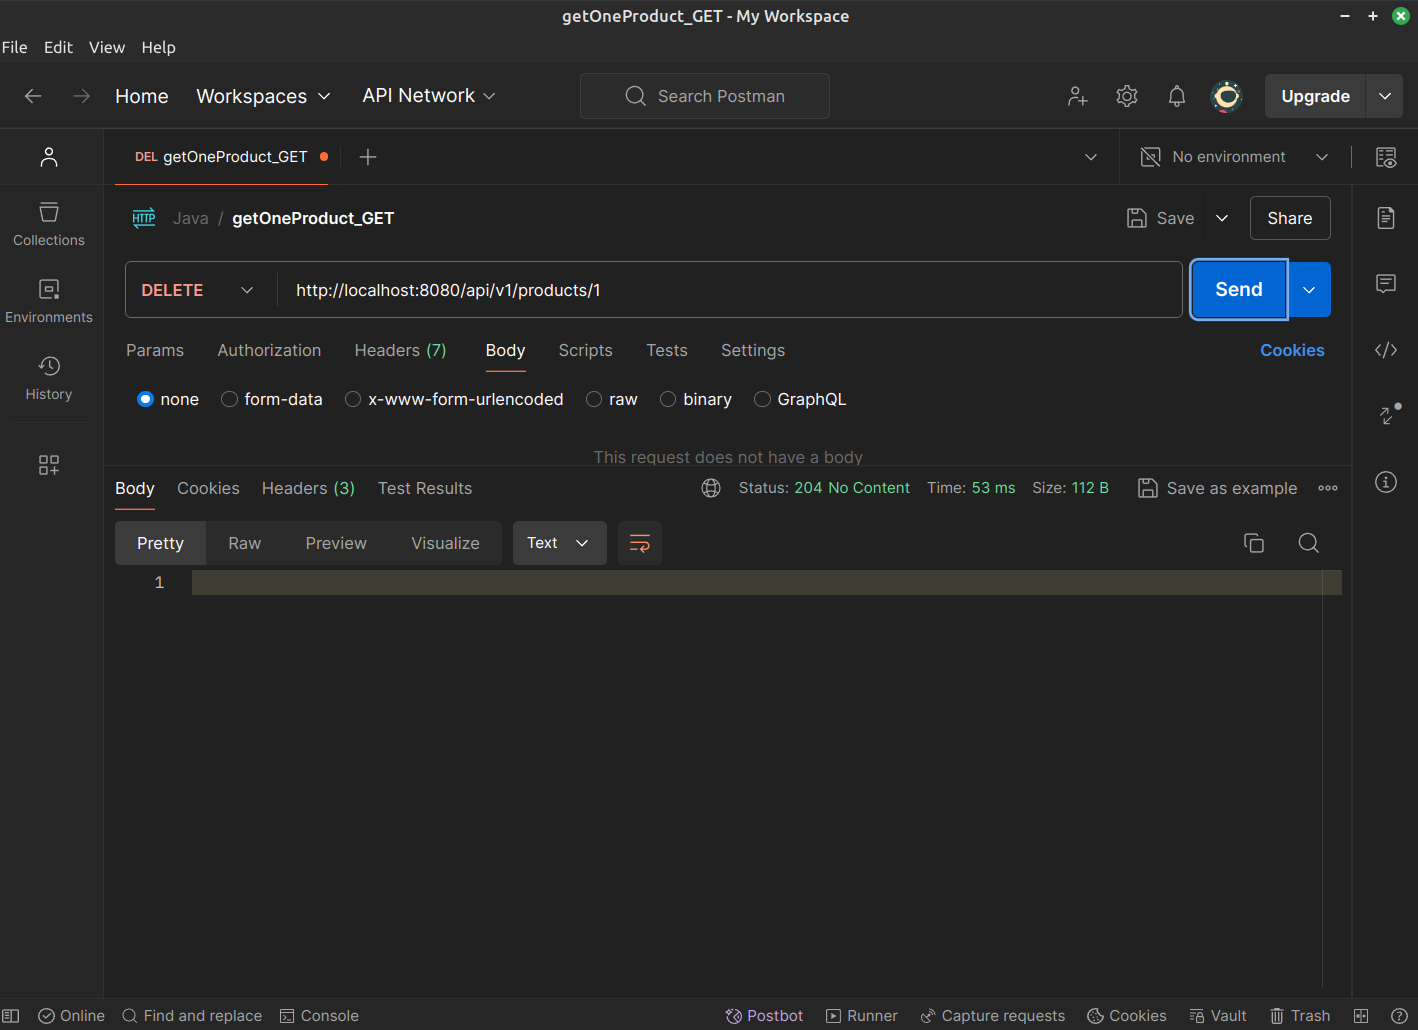 getOneProduct_GET - My Workspace
File Edit View Help
Home Workspaces API Network Search Postman Upgrade
DEL getOneProduct_GET No environment
HTTP Java / getOneProduct_GET Save Share
Collections
DELETE http://localhost:8080/api/v1/products/1 Send
Environments
Params Authorization Headers (7) Body Scripts Tests Settings Cookies
History
none form-data x-www-form-urlencoded raw binary GraphQL
This request does not have a body
Body Cookies Headers (3) Test Results Status: 204 No Content Time: 53 ms Size: 112 B Save as example
Pretty Raw Preview Visualize Text
1
Online Find and replace Console Postbot Runner Capture requests Cookies Vault Trash